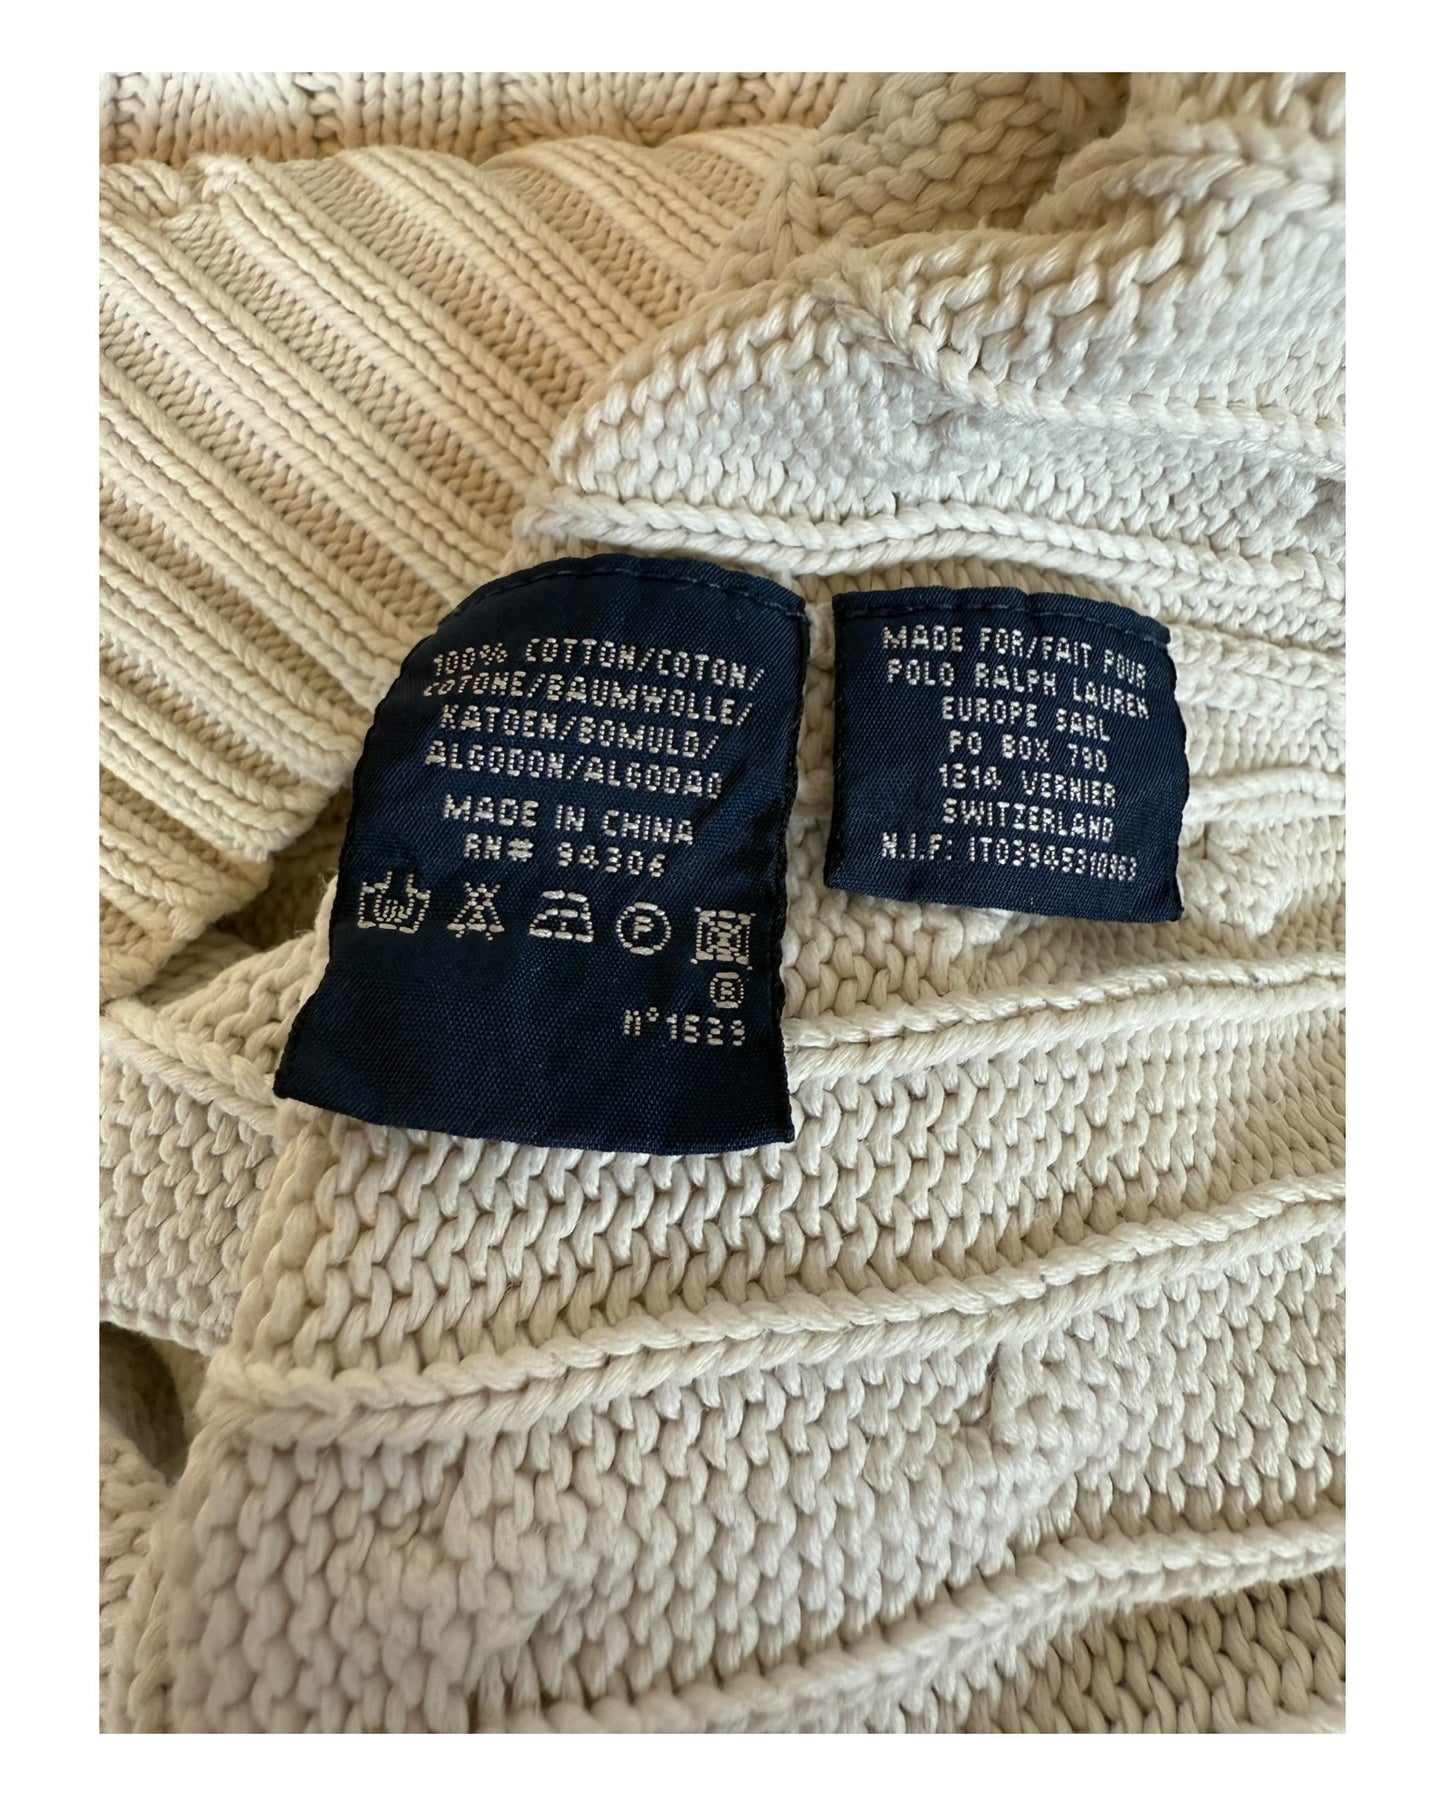 100% COTTON/COTON/
COTONE/BAUMWOLLE/
KATOEN/BOMULD/
ALGODON/ALGODAO
MADE IN CHINA
RN# 94306
P
®
n°1523
MADE FOR/FAIT POUR
POLO RALPH LAUREN
EUROPE SARL
PO BOX 790
1214 VERNIER
SWITZERLAND
N.I.F: IT03945310963